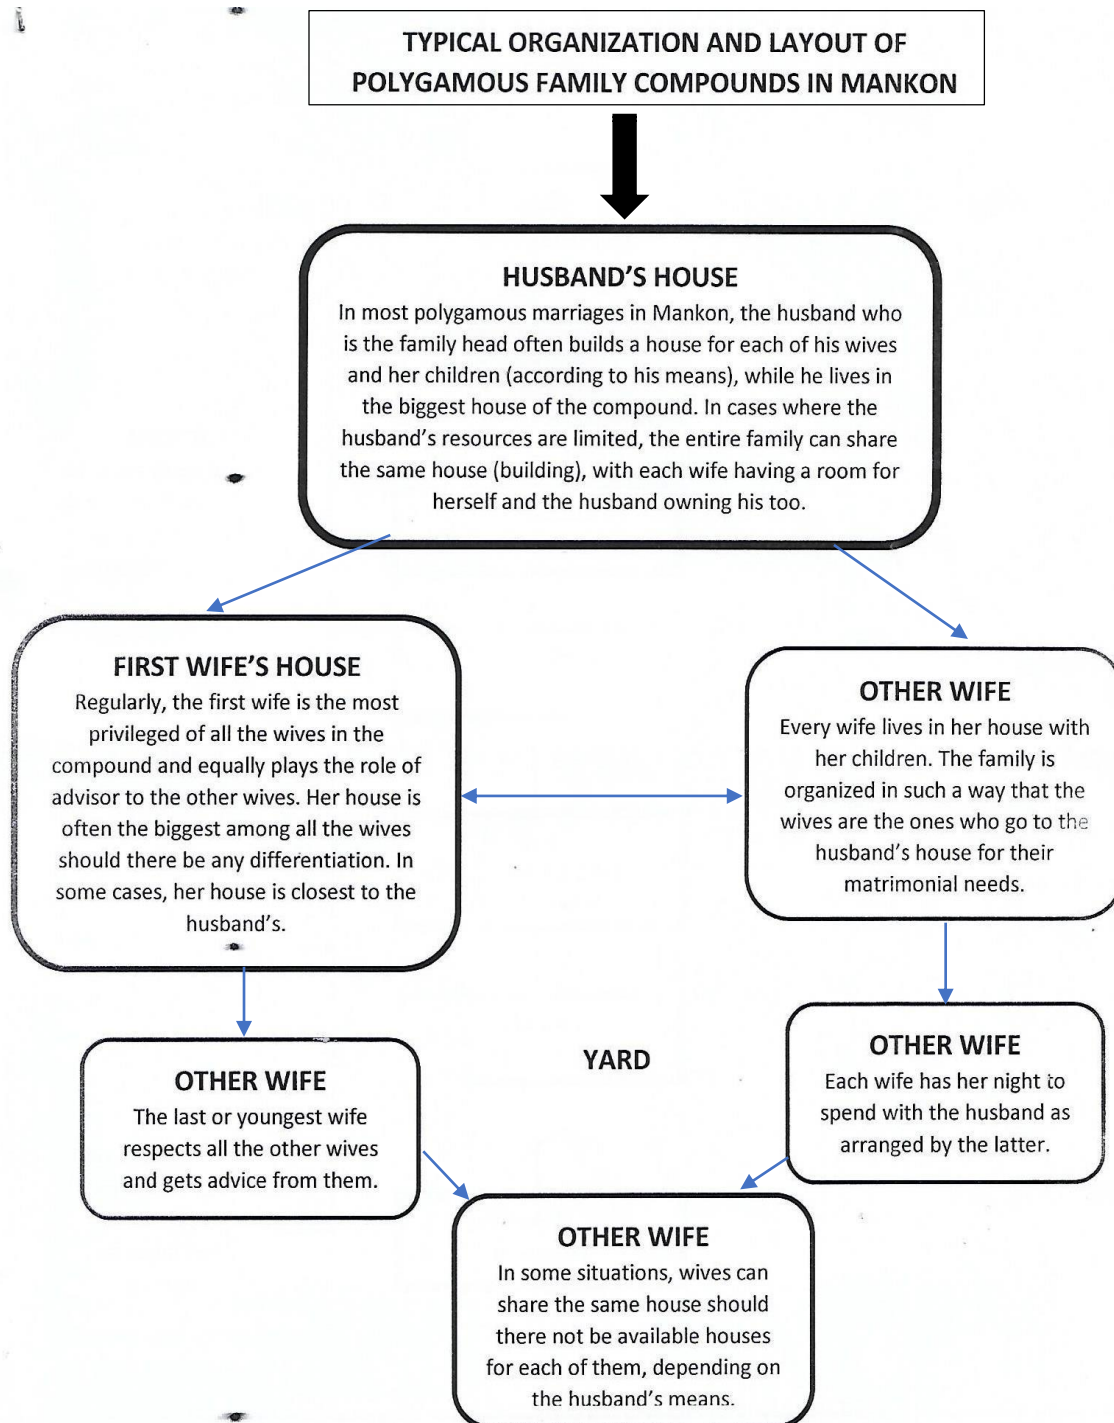 TYPICAL ORGANIZATION AND LAYOUT OF
POLYGAMOUS FAMILY COMPOUNDS IN MANKON
HUSBAND'S HOUSE
In most polygamous marriages in Mankon, the husband who
is the family head often builds a house for each of his wives
and her children (according to his means), while he lives in
the biggest house of the compound. In cases where the
husband's resources are limited, the entire family can share
the same house (building), with each wife having a room for
herself and the husband owning his too.
FIRST WIFE'S HOUSE
Regularly, the first wife is the most
privileged of all the wives in the
compound and equally plays the role of
advisor to the other wives. Her house is
often the biggest among all the wives
should there be any differentiation. In
some cases, her house is closest to the
husband's.
OTHER WIFE
Every wife lives in her house with
her children. The family is
organized in such a way that the
wives are the ones who go to the
husband's house for their
matrimonial needs.
OTHER WIFE
The last or youngest wife
respects all the other wives
and gets advice from them.
YARD
OTHER WIFE
Each wife has her night to
spend with the husband as
arranged by the latter.
OTHER WIFE
In some situations, wives can
share the same house should
there not be available houses
for each of them, depending on
the husband's means.